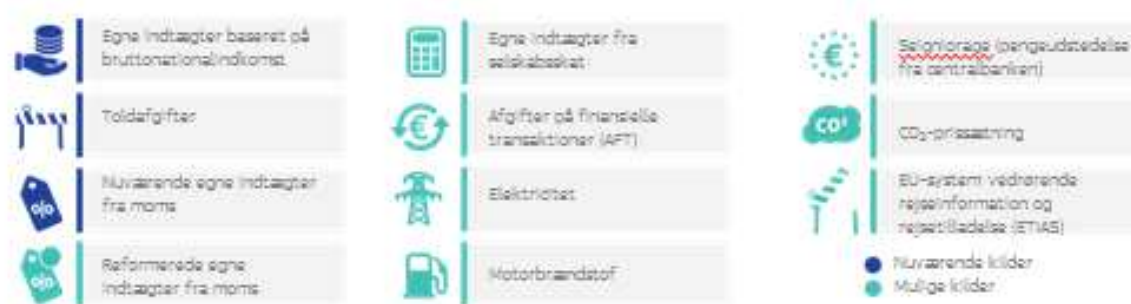 Egne indtægter baseret på
bruttonationalindkomst
Toldafgifter
Nuværende egne indtægter
fra moms
%
Reformerede egne
indtægter fra moms
%
Egne indtægter fra
selskabsskat
Afgifter på finansielle
transaktioner (AFT)
€
Elektricitet
Motorbrændstof
Seigniorage (pengeudstedelse
fra centralbanken)
€
CO₂-prissætning
CO²
EU-system vedrørende
rejseinformation og
rejsetilladelse (ETIAS)
Nuværende kilder
Mulige kilder